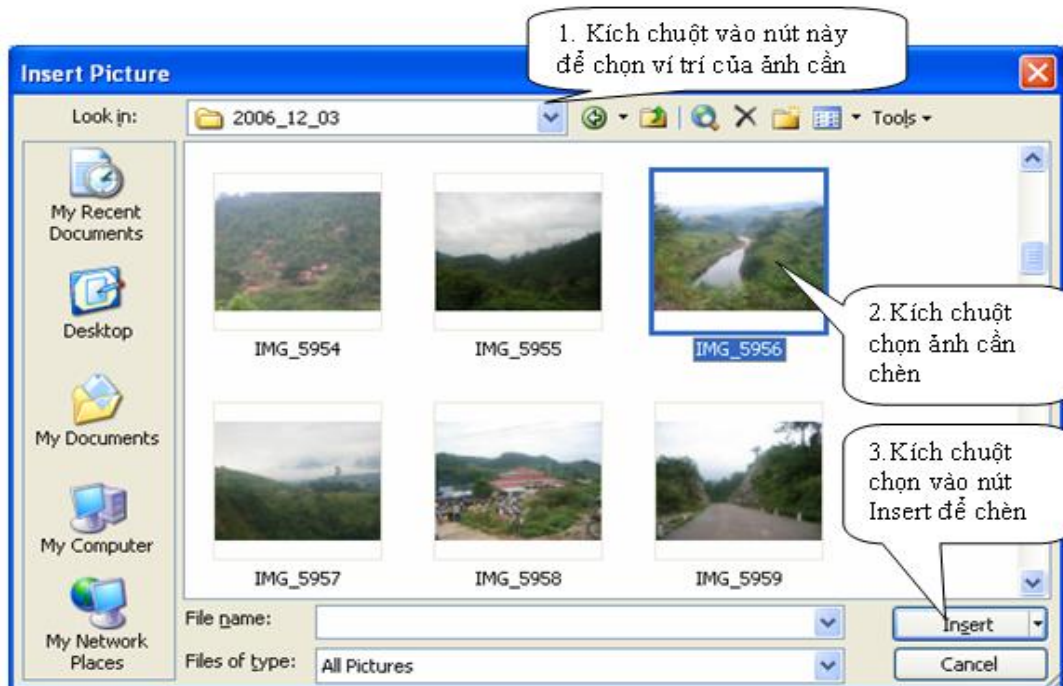 1. Kích chuột vào nút này
để chọn ví trí của ảnh cần
Insert Picture
Look in:
2006_12_03
Tools
My Recent
Documents
Desktop
My Documents
My Computer
My Network
Places
IMG_5954
IMG_5955
IMG_5956
2.Kích chuột
chọn ảnh cần
chèn
IMG_5957
IMG_5958
IMG_5959
3.Kích chuột
chọn vào nút
Insert để chèn
File name:
Insert
Files of type:
All Pictures
Cancel